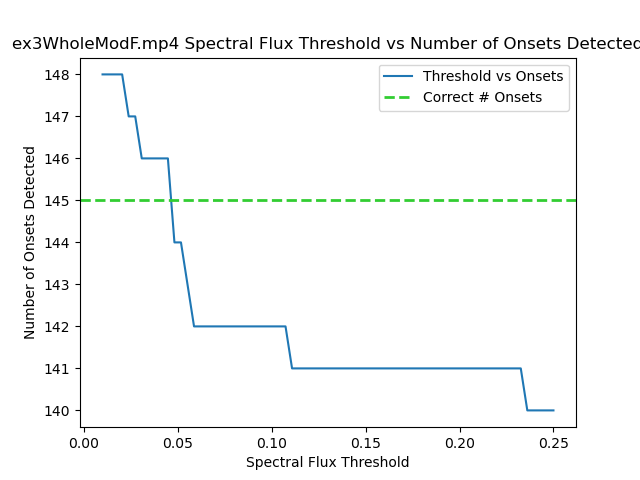 ex3WholeModF.mp4 Spectral Flux Threshold vs Number of Onsets Detected
Threshold vs Onsets
Correct # Onsets
148
147
146
145
144
143
142
141
140
Number of Onsets Detected
0.00 0.05 0.10 0.15 0.20 0.25
Spectral Flux Threshold